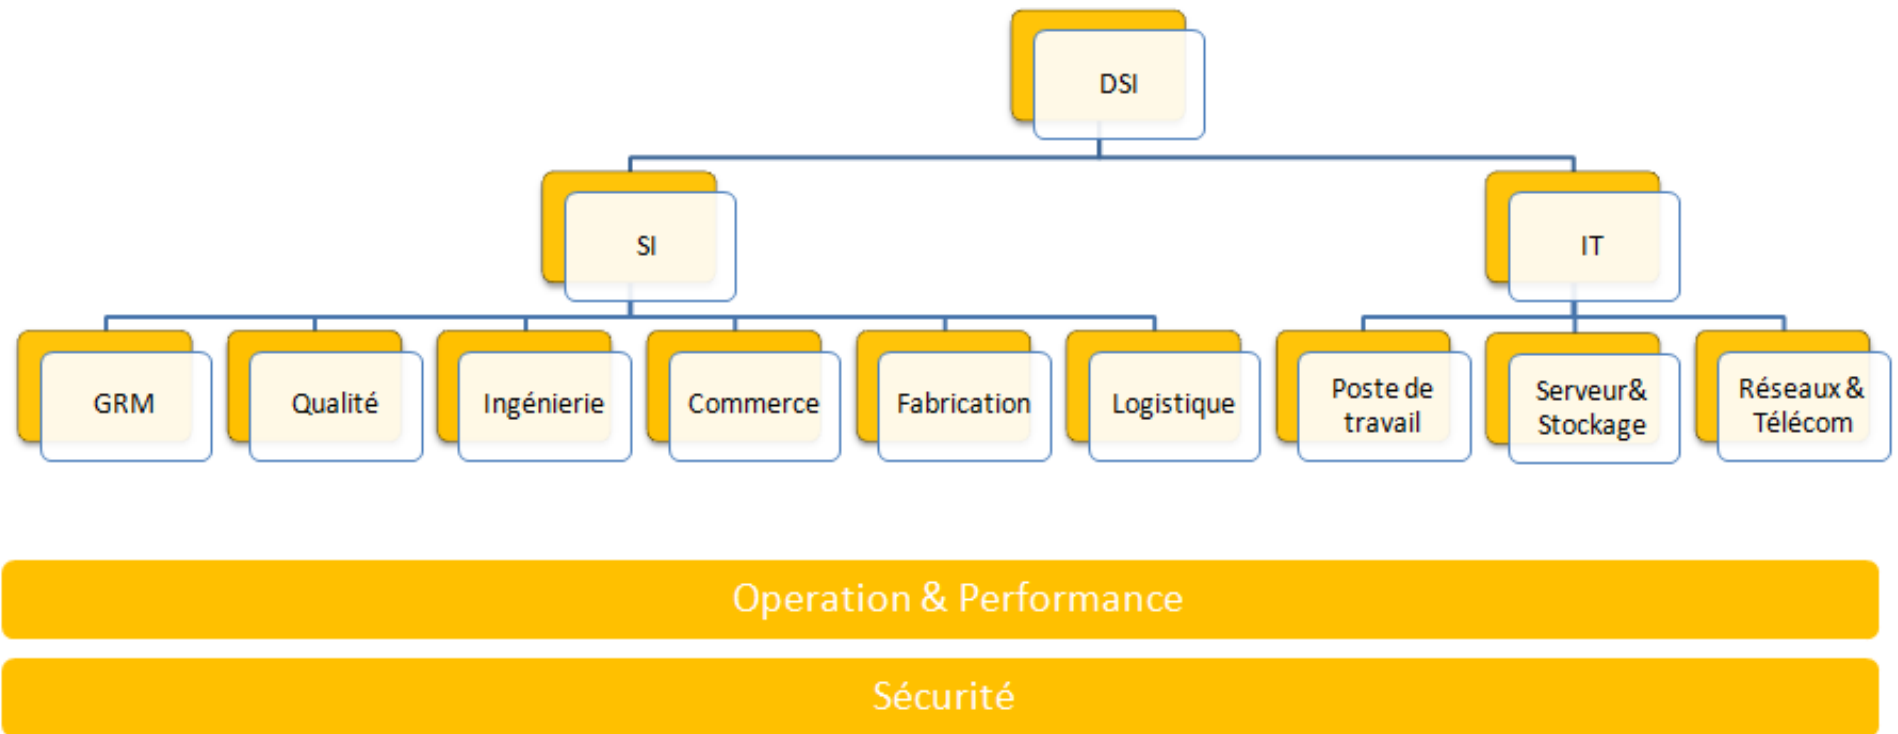 DSI
SI
IT
GRM
Qualité
Ingénierie
Commerce
Fabrication
Logistique
Poste de
travail
Serveur&
Stockage
Réseaux &
Télécom
Operation & Performance
Sécurité